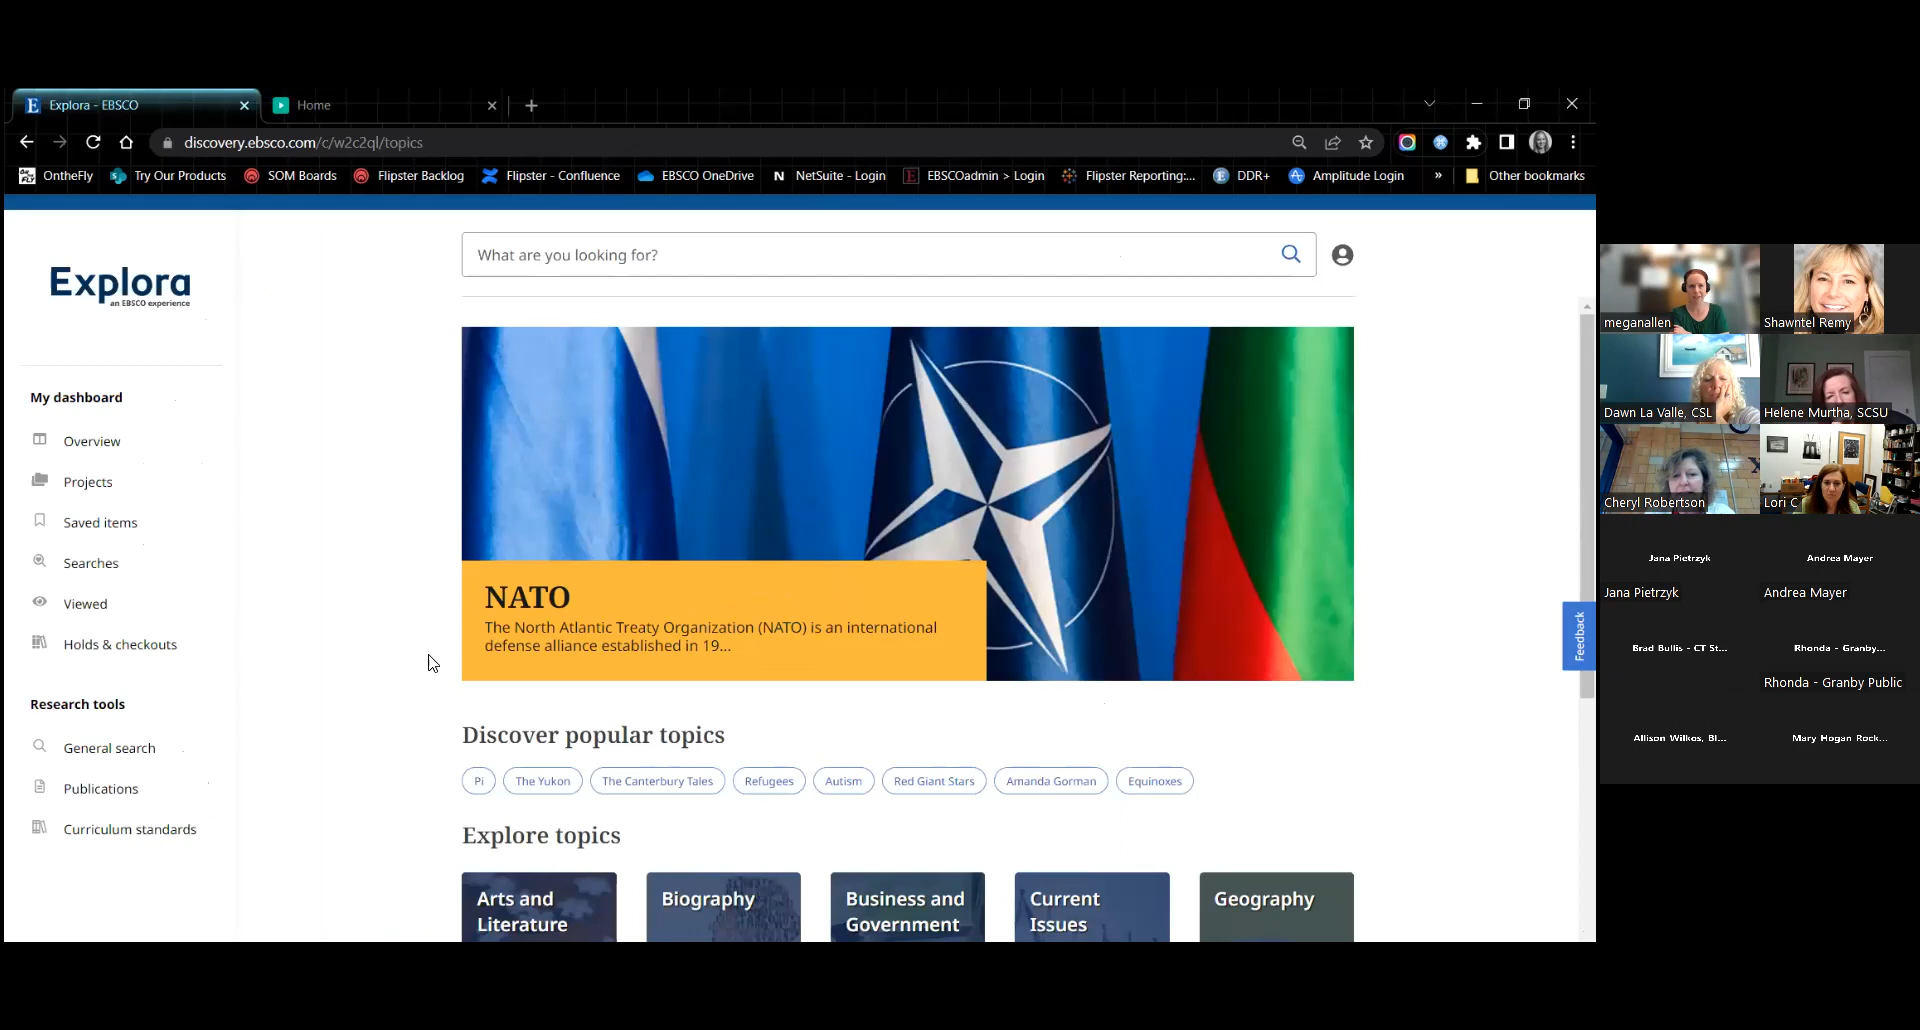 Explora - EBSCO
Home
discovery.ebsco.com/c/w2c2ql/topics
OntheFly
Try Our Products
SOM Boards
Flipster Backlog
Flipster - Confluence
EBSCO OneDrive
NetSuite - Login
EBSCOadmin > Login
Flipster Reporting:...
DDR+
Amplitude Login
»
Other bookmarks
Explora
an EBSCO experience
My dashboard
Overview
Projects
Saved items
Searches
Viewed
Holds & checkouts
Research tools
General search
Publications
Curriculum standards
What are you looking for?
NATO
The North Atlantic Treaty Organization (NATO) is an international
defense alliance established in 19...
Discover popular topics
Pi
The Yukon
The Canterbury Tales
Refugees
Autism
Red Giant Stars
Amanda Gorman
Equinoxes
Explore topics
Arts and
Literature
Biography
Business and
Government
Current
Issues
Geography
Feedback
meganallen
Shawntel Remy
Dawn La Valle, CSL
Helene Murtha, SCSU
Cheryl Robertson
Lori C
Jana Pietrzyk
Andrea Mayer
Jana Pietrzyk
Andrea Mayer
Brad Bullis - CT St...
Rhonda - Granby...
Rhonda - Granby Public
Allison Wilkos, Bl...
Mary Hogan Rock...